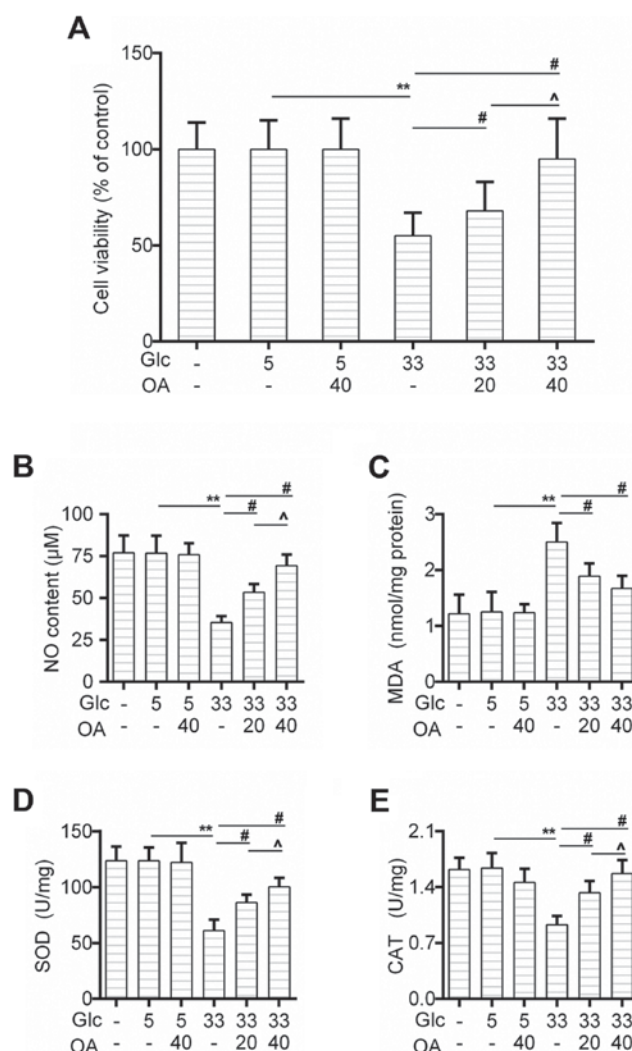 A
Cell viability (% of control)
150
100
50
0
**
#
#
^
Glc - 5 5 33 33 33
OA - - 40 - 20 40
B
NO content (µM)
100
75
50
25
0
**
#
#
^
Glc - 5 5 33 33 33
OA - - 40 - 20 40
C
MDA (nmol/mg protein)
3
2
1
0
**
#
#
Glc - 5 5 33 33 33
OA - - 40 - 20 40
D
SOD (U/mg)
150
100
50
0
**
#
#
^
Glc - 5 5 33 33 33
OA - - 40 - 20 40
E
CAT (U/mg)
2.1
1.4
0.7
0.0
**
#
#
^
Glc - 5 5 33 33 33
OA - - 40 - 20 40